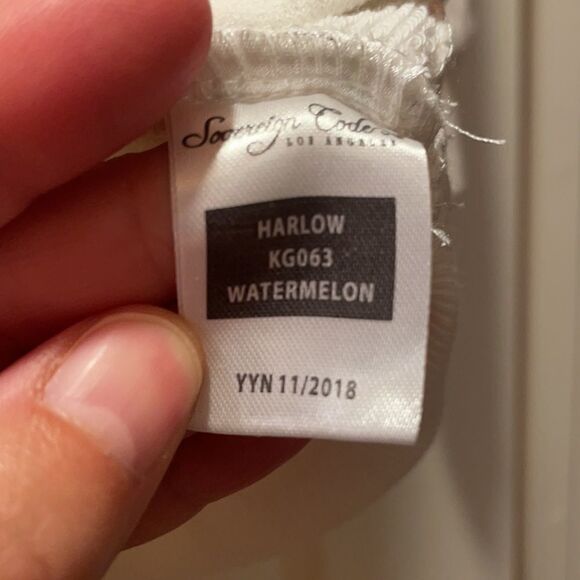 Sovereign Code
LOS ANGELES
HARLOW
KG063
WATERMELON
YYN 11/2018